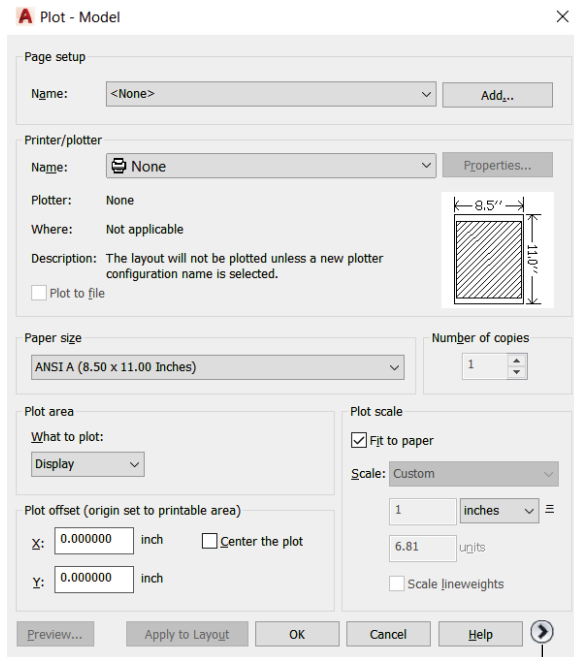 Plot - Model
Page setup
Name: <None> Add...
Printer/plotter
Name: None Properties...
Plotter: None
Where: Not applicable
Description: The layout will not be plotted unless a new plotter
configuration name is selected.
Plot to file
8.5''
11.0''
Paper size
ANSI A (8.50 x 11.00 Inches)
Number of copies
1
Plot area
What to plot:
Display
Plot scale
Fit to paper
Scale: Custom
1 inches =
6.81 units
Scale lineweights
Plot offset (origin set to printable area)
X: 0.000000 inch Center the plot
Y: 0.000000 inch
Preview... Apply to Layout OK Cancel Help